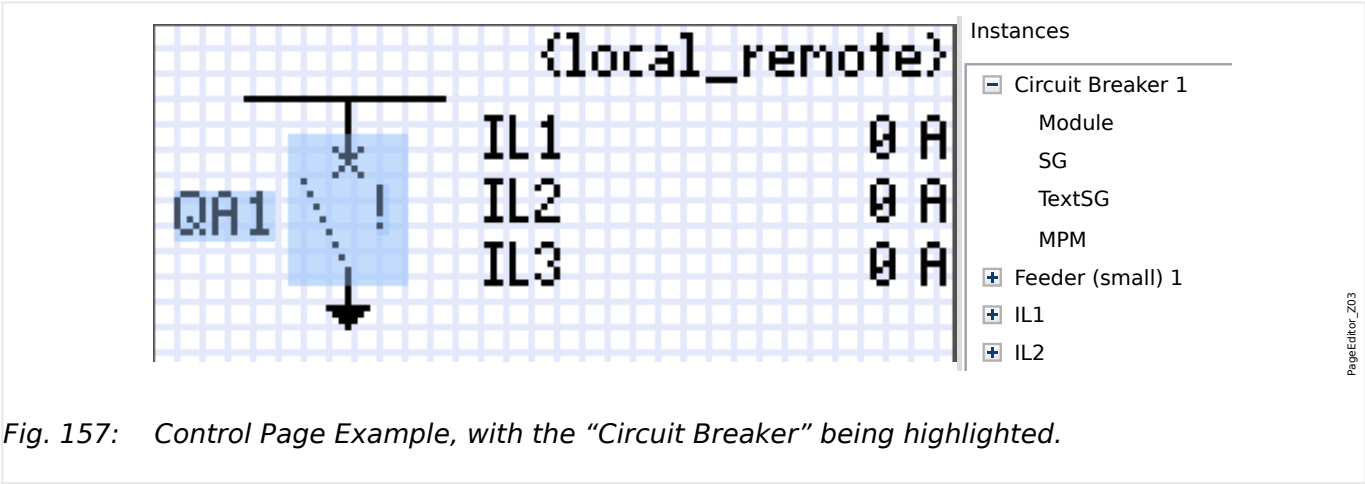 {local_remote}
IL1 0 A
QA1 !
IL2 0 A
IL3 0 A
Instances
Circuit Breaker 1
Module
SG
TextSG
MPM
Feeder (small) 1
IL1
IL2
PageEditor_Z03
Fig. 157: Control Page Example, with the “Circuit Breaker” being highlighted.